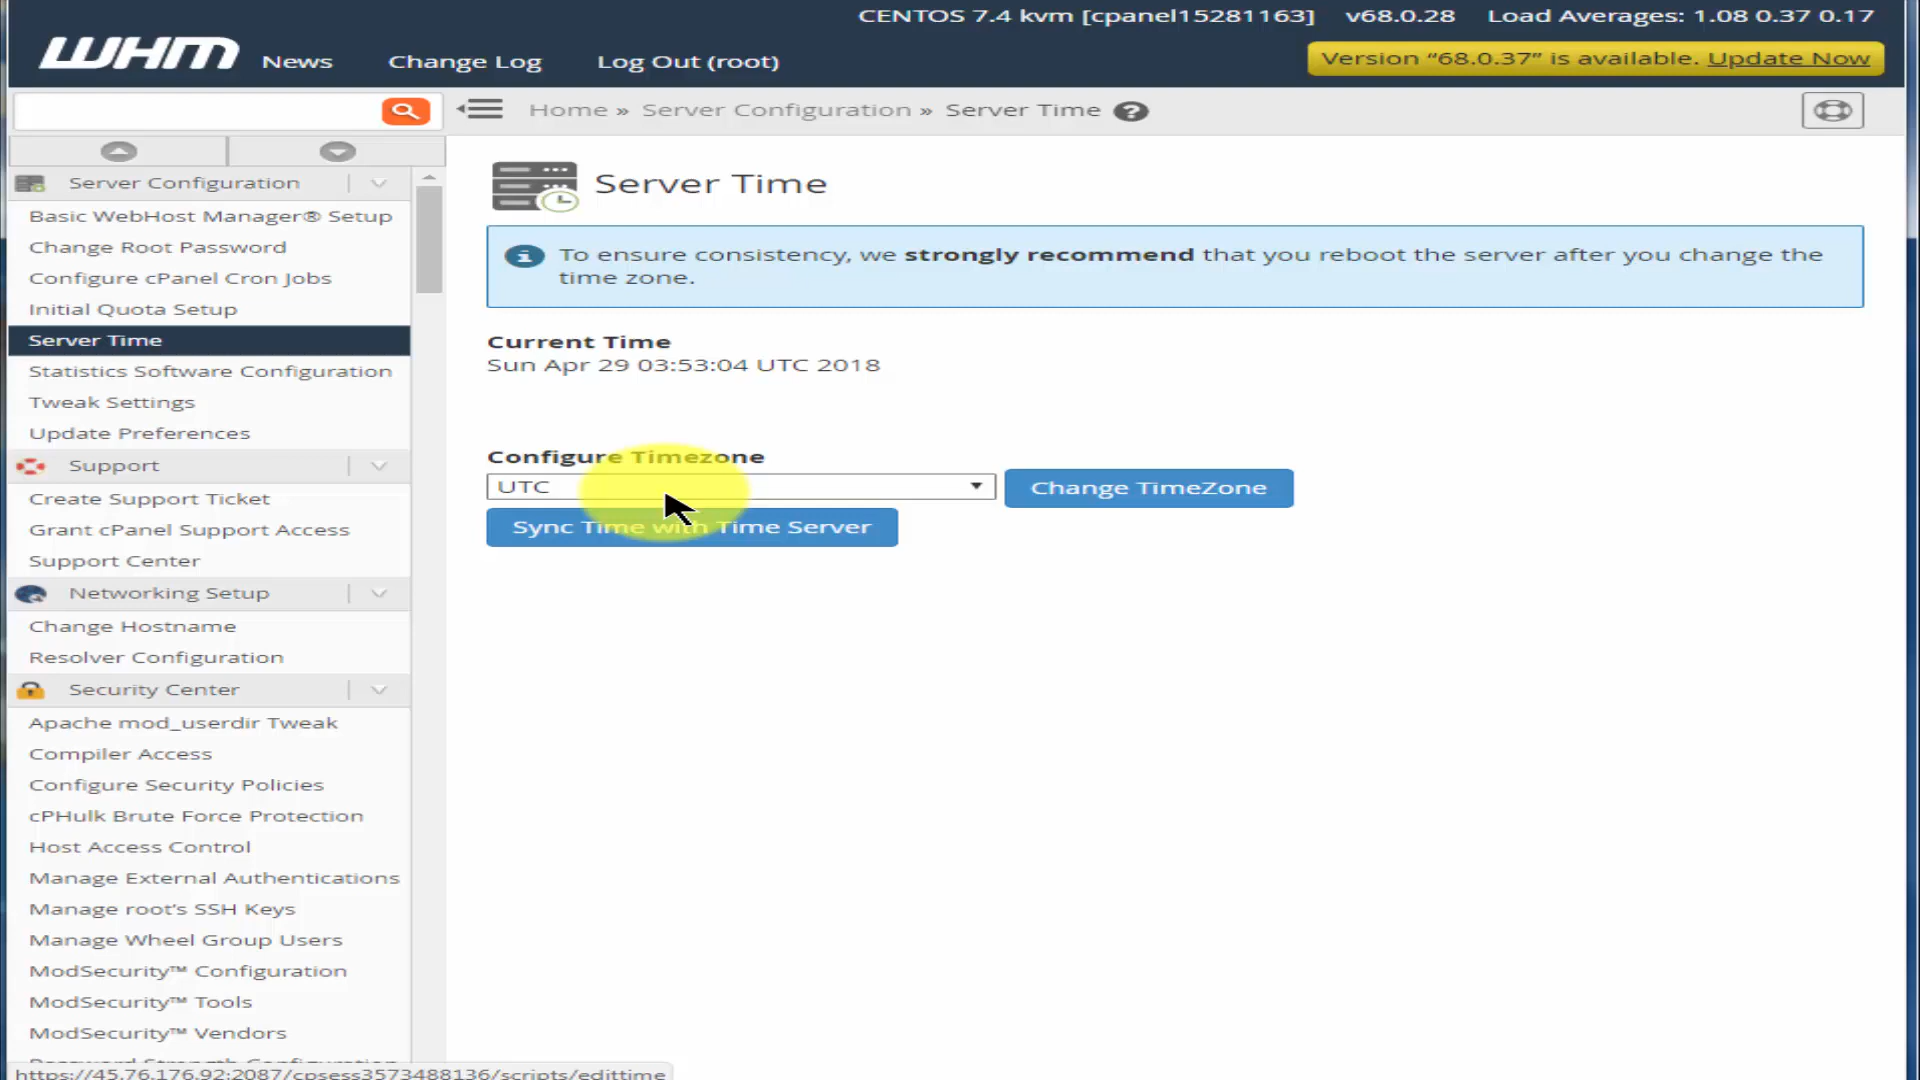 CENTOS 7.4 kvm [cpanel15281163] v68.0.28 Load Averages: 1.08 0.37 0.17
WHM News Change Log Log Out (root)
Version “68.0.37” is available. Update Now
Home » Server Configuration » Server Time
Server Configuration
Basic WebHost Manager® Setup
Change Root Password
Configure cPanel Cron Jobs
Initial Quota Setup
Server Time
Statistics Software Configuration
Tweak Settings
Update Preferences
Support
Create Support Ticket
Grant cPanel Support Access
Support Center
Networking Setup
Change Hostname
Resolver Configuration
Security Center
Apache mod_userdir Tweak
Compiler Access
Configure Security Policies
cPHulk Brute Force Protection
Host Access Control
Manage External Authentications
Manage root's SSH Keys
Manage Wheel Group Users
ModSecurity™ Configuration
ModSecurity™ Tools
ModSecurity™ Vendors
Server Time
To ensure consistency, we strongly recommend that you reboot the server after you change the
time zone.
Current Time
Sun Apr 29 03:53:04 UTC 2018
Configure Timezone
UTC
Change TimeZone
Sync Time with Time Server
https://45.76.176.92:2087/cpsess3573488136/scripts/edittime